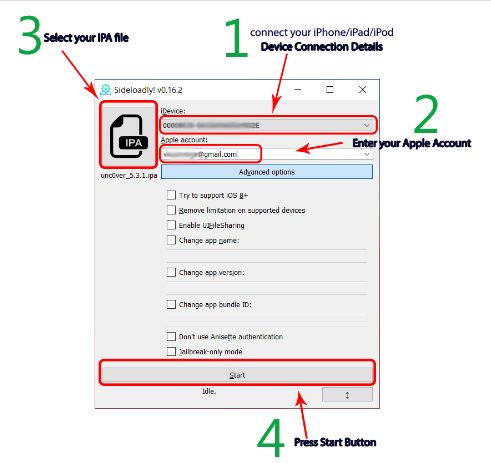 3 Select your IPA file
1 connect your iPhone/iPad/iPod
Device Connection Details
Sideloadly! v0.16.2
iDevice:
Apple account:
@gmail.com
2
Enter your Apple Account
IPA
unc0ver_5.3.1.ipa
Advanced options
Try to support iOS 8+
Remove limitation on supported devices
Enable UIFileSharing
Change app name:
Change app version:
Change app bundle ID:
Don't use Anisette authentication
Jailbreak-only mode
Start
Idle.
4 Press Start Button